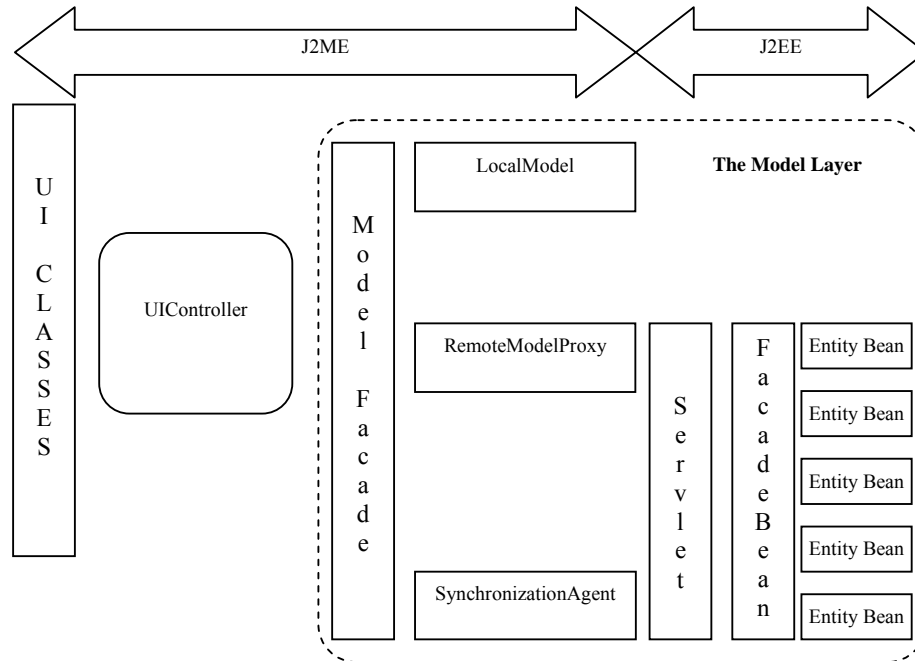 J2ME
J2EE
UI CLASSES
UIController
Model Facade
LocalModel
The Model Layer
RemoteModelProxy
SynchronizationAgent
Servlet
FacadeBean
Entity Bean
Entity Bean
Entity Bean
Entity Bean
Entity Bean